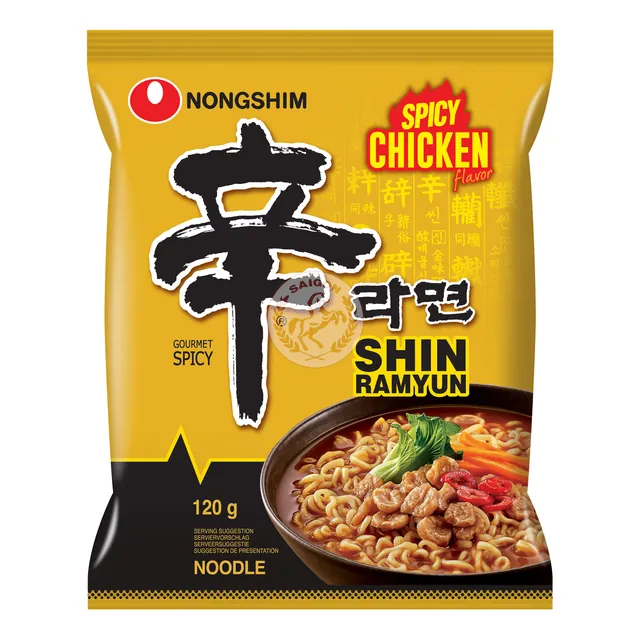 NONGSHIM
SPICY
CHICKEN
flavor
辛
라면
®
SAIG
GOURMET
SPICY
SHIN
RAMYUN
120 g
SERVING SUGGESTION
SERVIERVORSCHLAG
SERVEERSUGGESTIE
SUGGESTION DE PRÉSENTATION
NOODLE